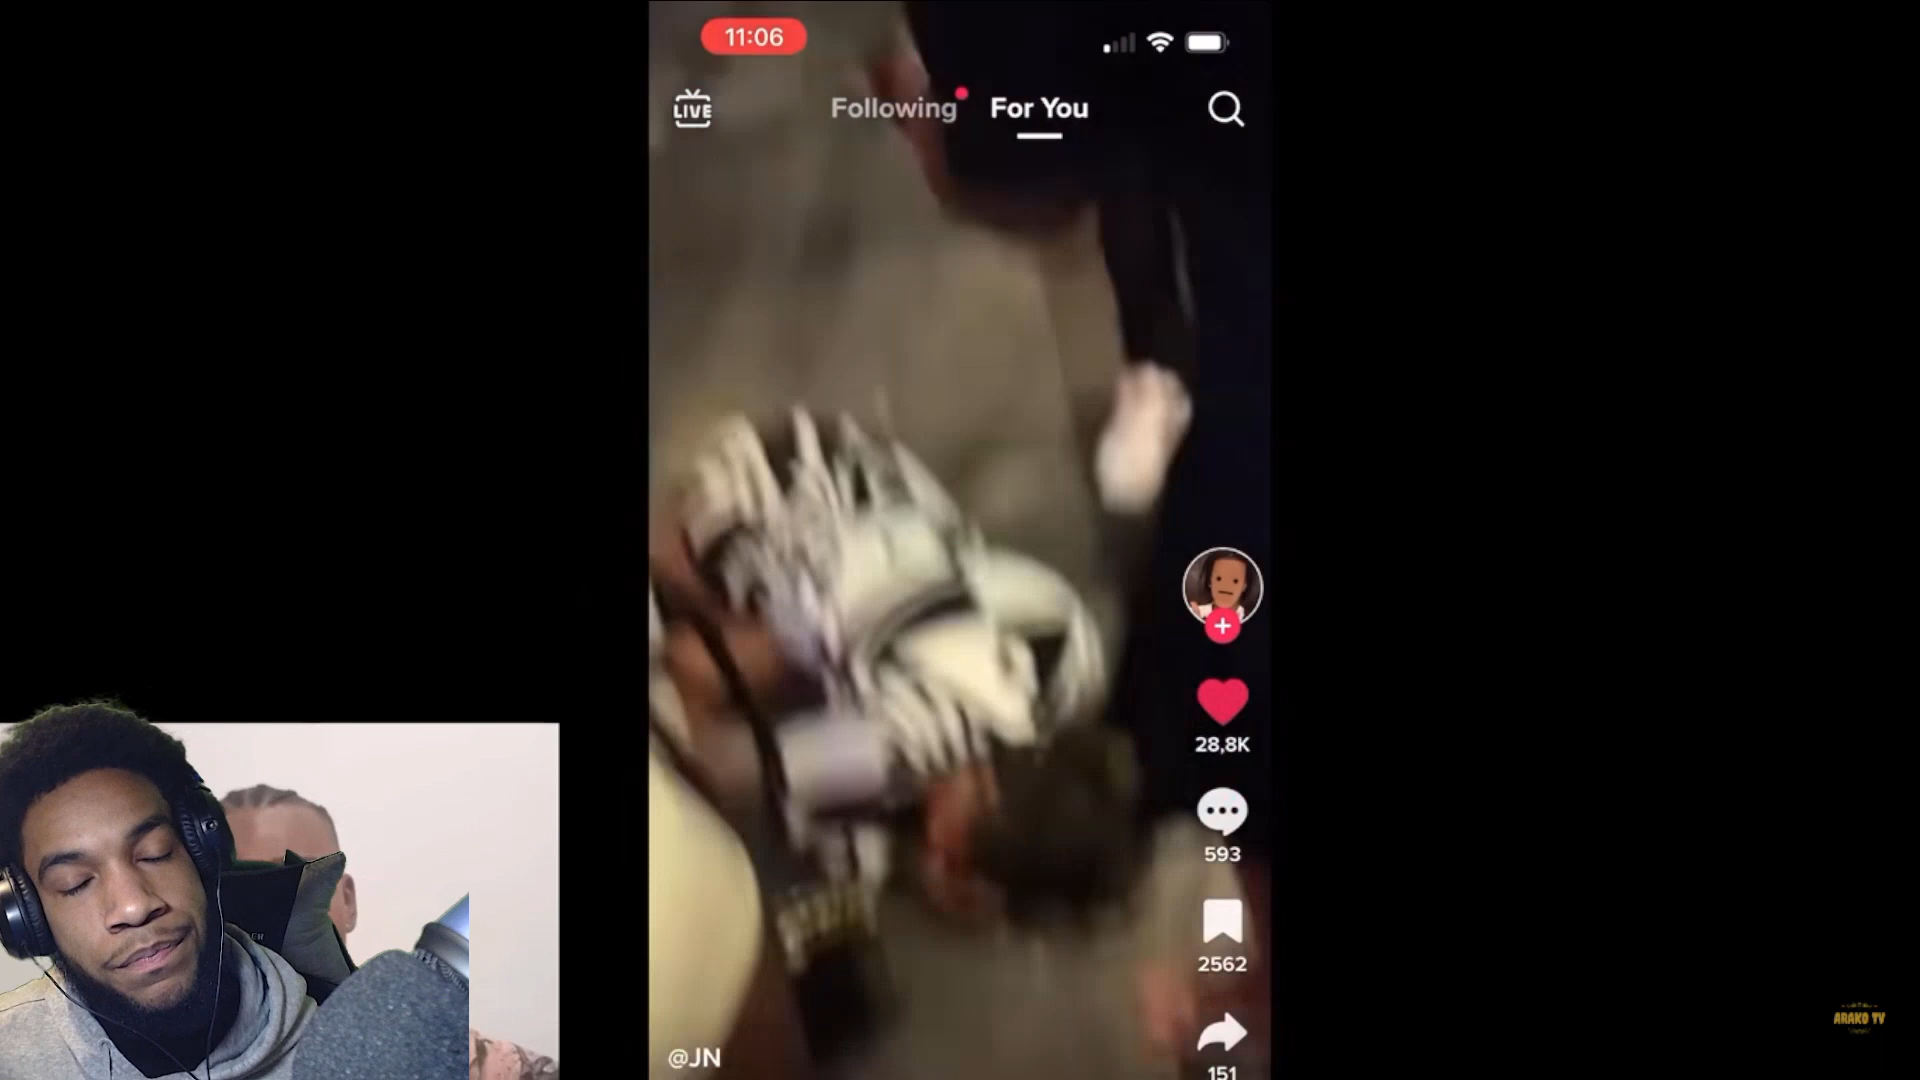 11:06
LIVE
Following
For You
28,8K
593
2562
151
@JN
ARAKO TV